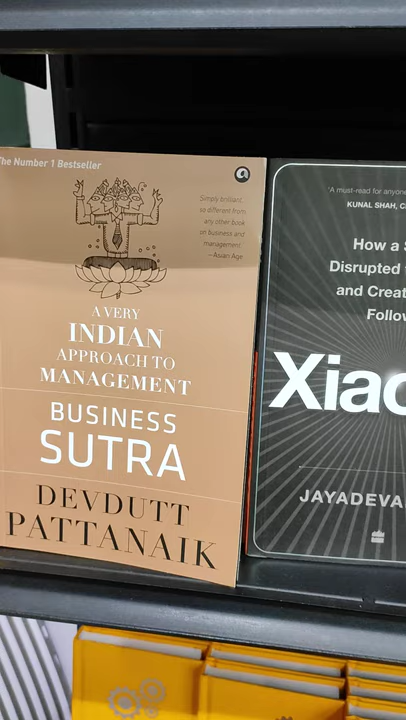 The Number 1 Bestseller
'Simply brilliant,
so different from
any other book
on business and
management'
—Asian Age
A VERY
INDIAN
APPROACH TO
MANAGEMENT
BUSINESS
SUTRA
DEVDUTT
PATTANAIK
'A must-read for anyone
KUNAL SHAH, C
How a S
Disrupted
and Creat
Follow
Xiao
JAYADEVA